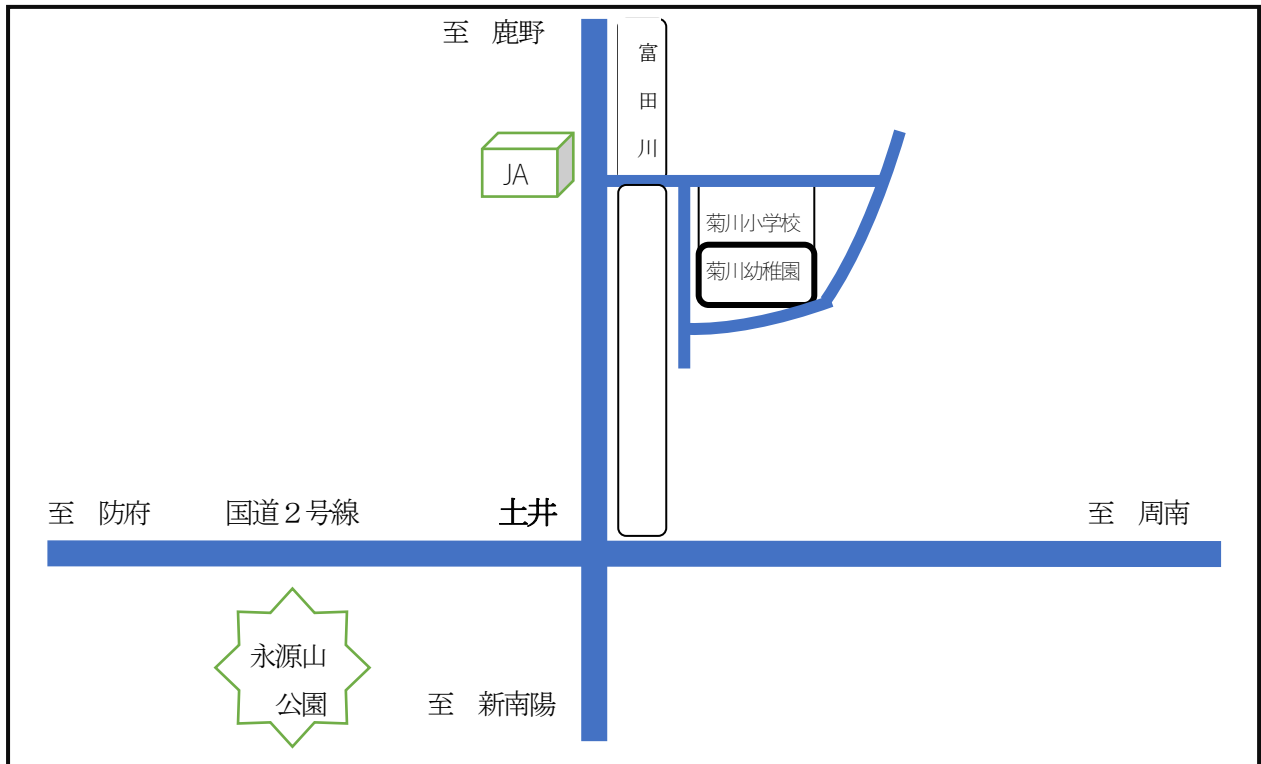 至　鹿野
富
田
川
JA
菊川小学校
菊川幼稚園
至　防府
国道２号線
土井
至　周南
永源山
公園
至　新南陽